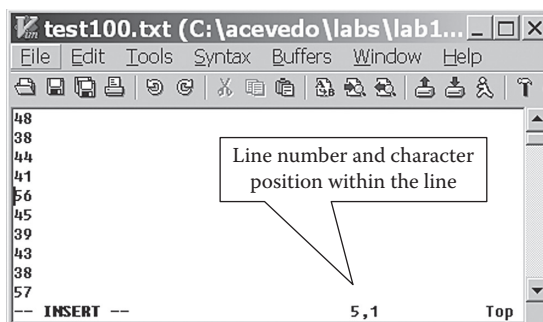 test100.txt (C:\acevedo\labs\lab1...
File Edit Tools Syntax Buffers Window Help
48
38
44
41
56
45
39
43
38
57
Line number and character
position within the line
-- INSERT -- 5,1 Top